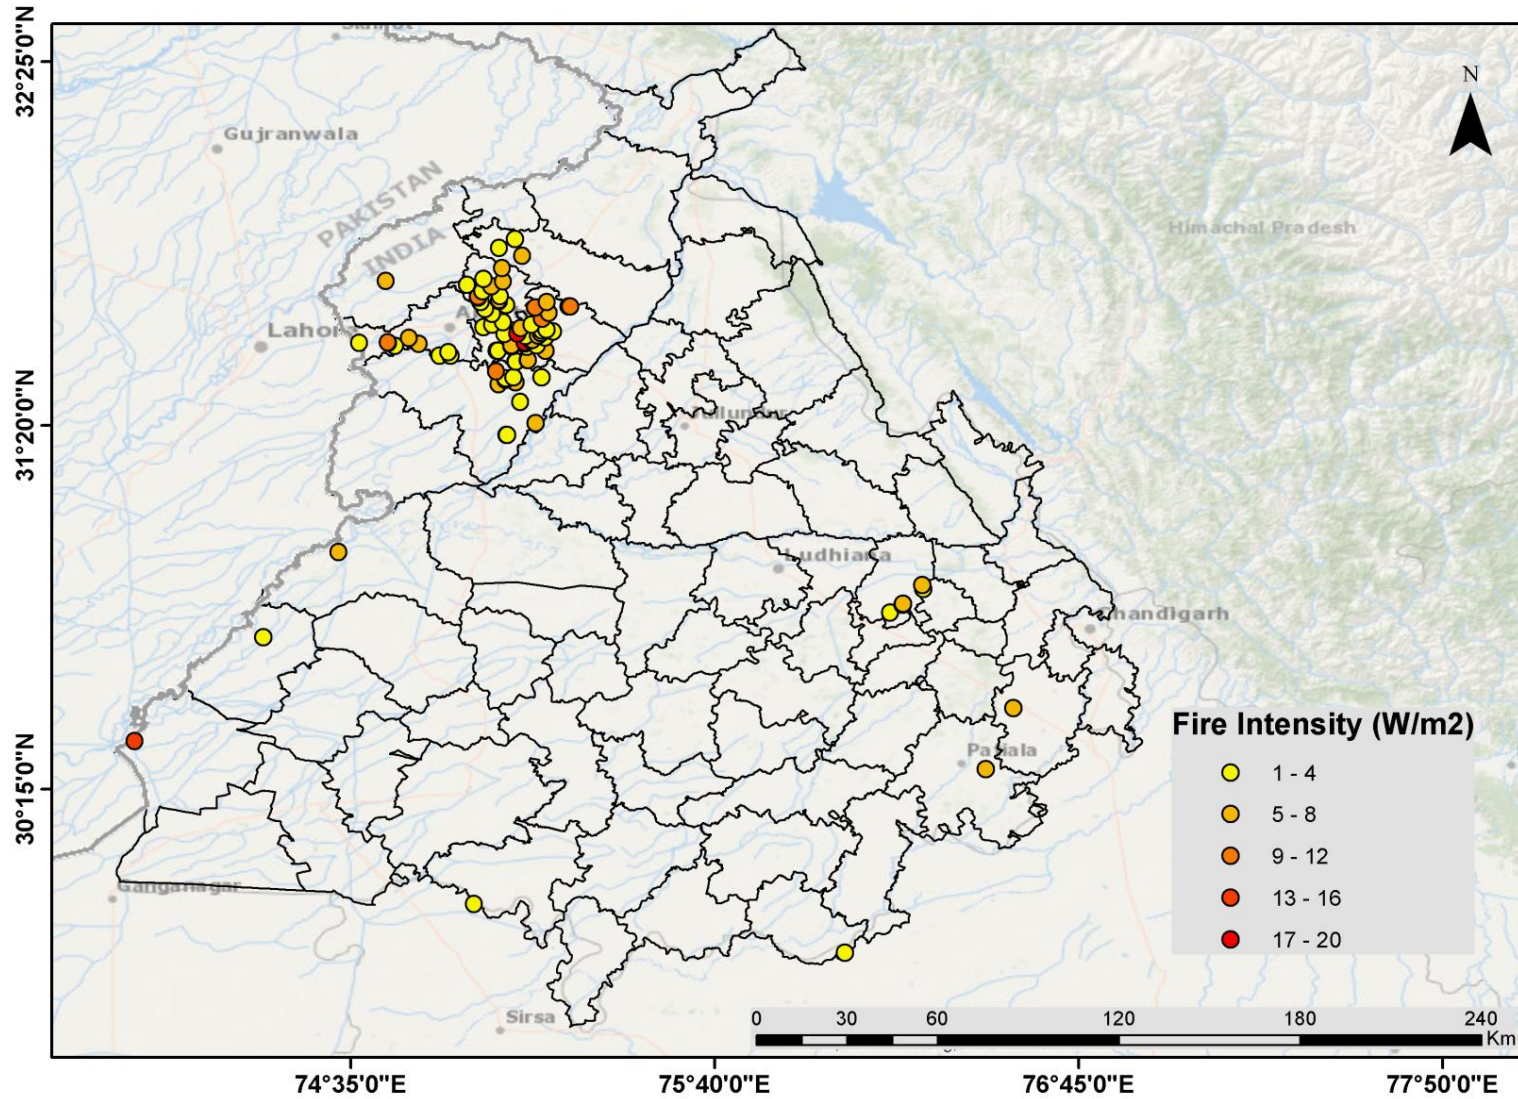 32°25'0"N
N
Gujranwala
PAKISTAN
INDIA
Himachal Pradesh
Lahore
31°20'0"N
Jullundur
Ludhiana
Chandigarh
Fire Intensity (W/m2)
1 - 4
5 - 8
9 - 12
13 - 16
17 - 20
Patiala
30°15'0"N
Ganganagar
Sirsa
0 30 60 120 180 240
Km
74°35'0"E 75°40'0"E 76°45'0"E 77°50'0"E